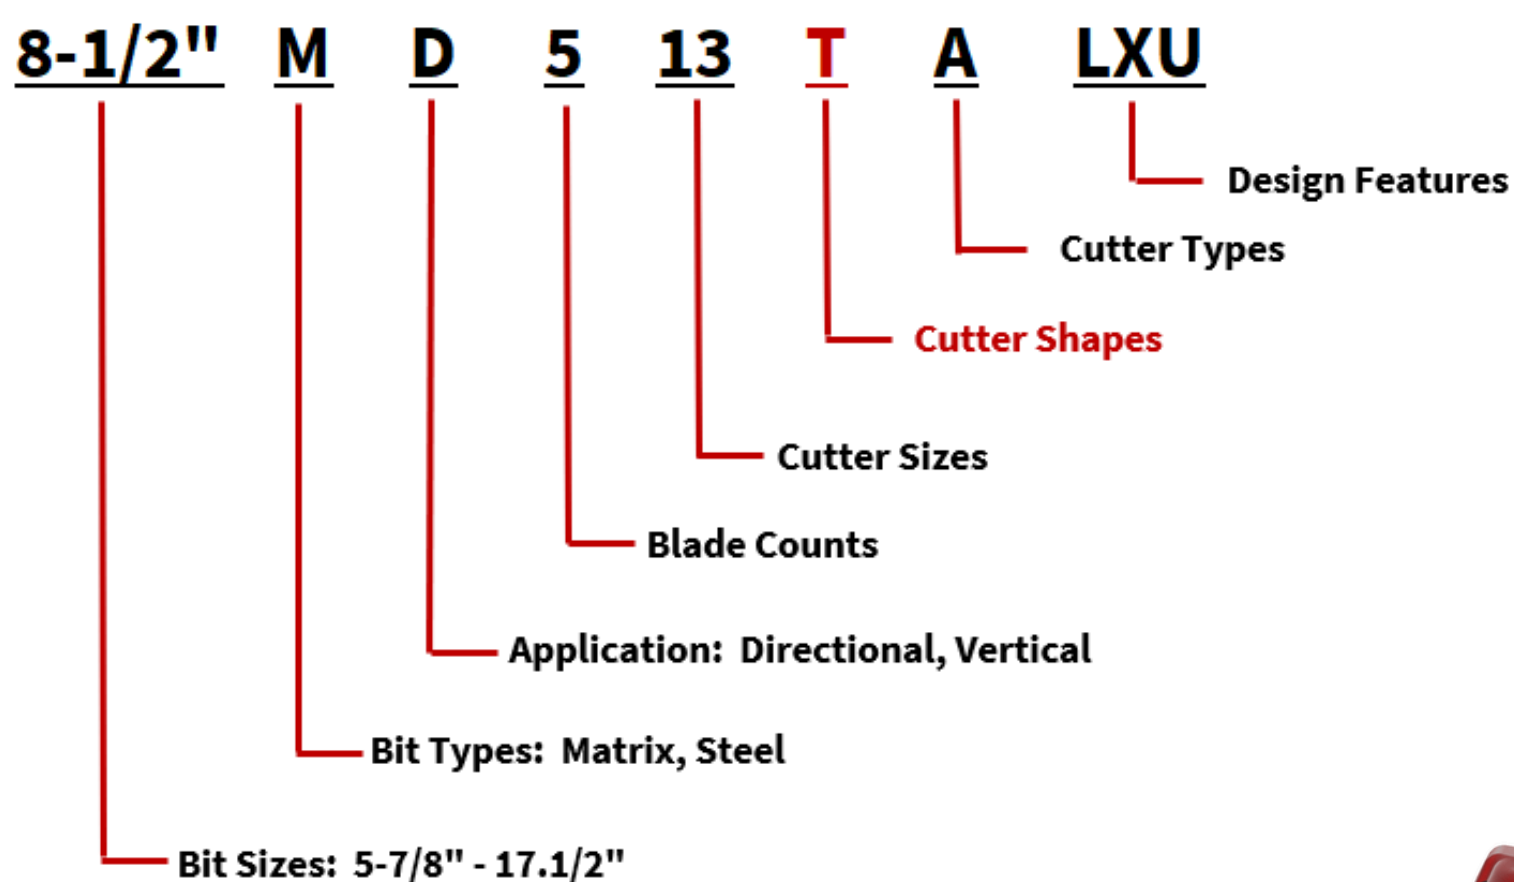 8-1/2" M D 5 13 T A LXU
Design Features
Cutter Types
Cutter Shapes
Cutter Sizes
Blade Counts
Application: Directional, Vertical
Bit Types: Matrix, Steel
Bit Sizes: 5-7/8" - 17.1/2"